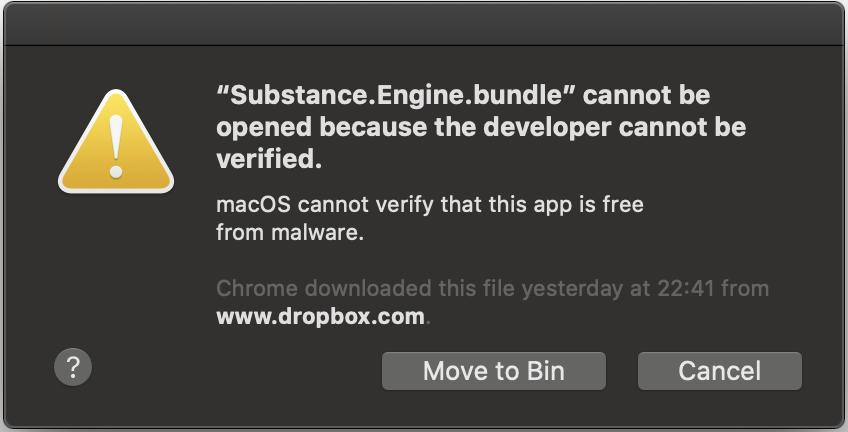 “Substance.Engine.bundle” cannot be
opened because the developer cannot be
verified.
macOS cannot verify that this app is free
from malware.
Chrome downloaded this file yesterday at 22:41 from
www.dropbox.com.
?
Move to Bin
Cancel